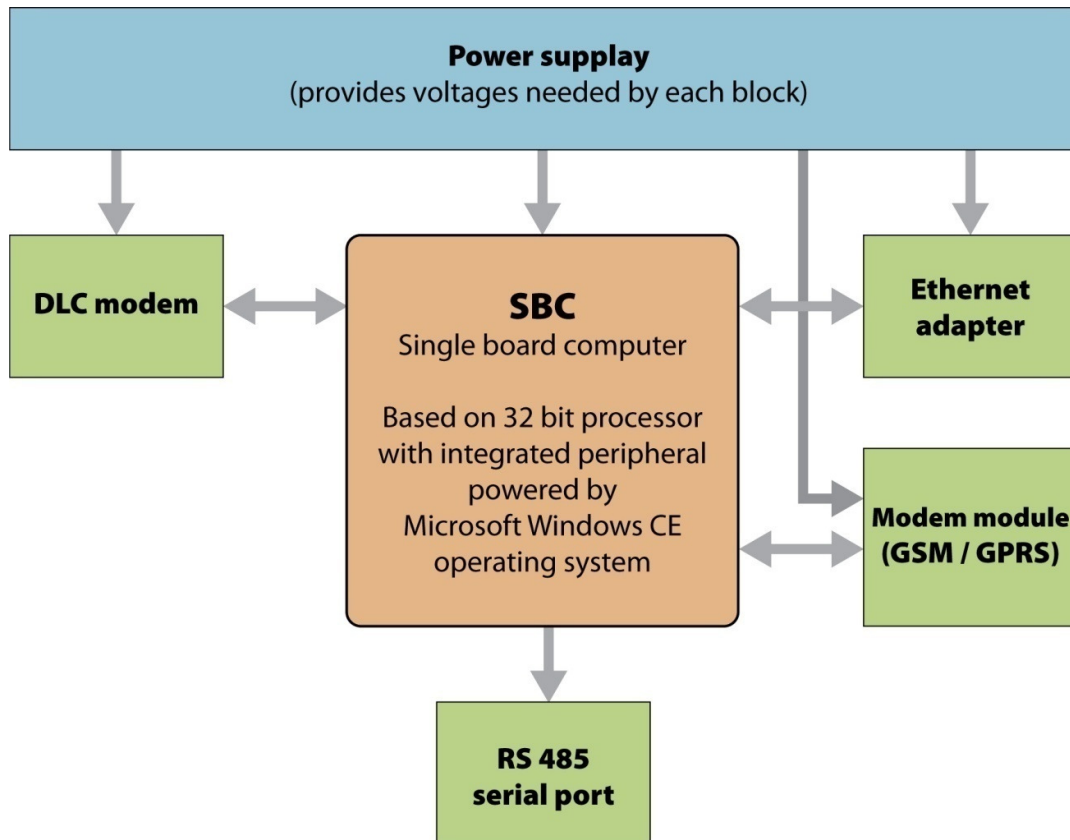 Power supplay
(provides voltages needed by each block)
DLC modem
SBC
Single board computer
Based on 32 bit processor
with integrated peripheral
powered by
Microsoft Windows CE
operating system
Ethernet
adapter
Modem module
(GSM / GPRS)
RS 485
serial port